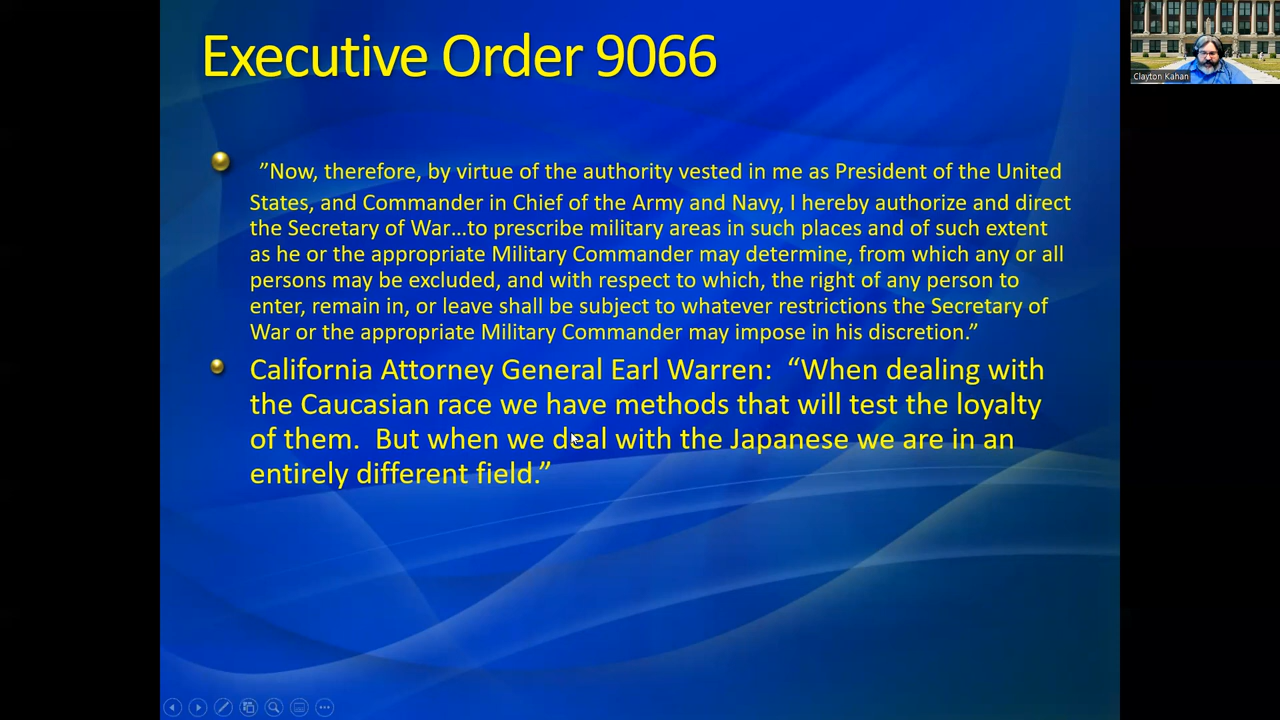 Executive Order 9066
”Now, therefore, by virtue of the authority vested in me as President of the United
States, and Commander in Chief of the Army and Navy, I hereby authorize and direct
the Secretary of War…to prescribe military areas in such places and of such extent
as he or the appropriate Military Commander may determine, from which any or all
persons may be excluded, and with respect to which, the right of any person to
enter, remain in, or leave shall be subject to whatever restrictions the Secretary of
War or the appropriate Military Commander may impose in his discretion.”
California Attorney General Earl Warren:  “When dealing with
the Caucasian race we have methods that will test the loyalty
of them.  But when we deal with the Japanese we are in an
entirely different field.”
Clayton Kahan